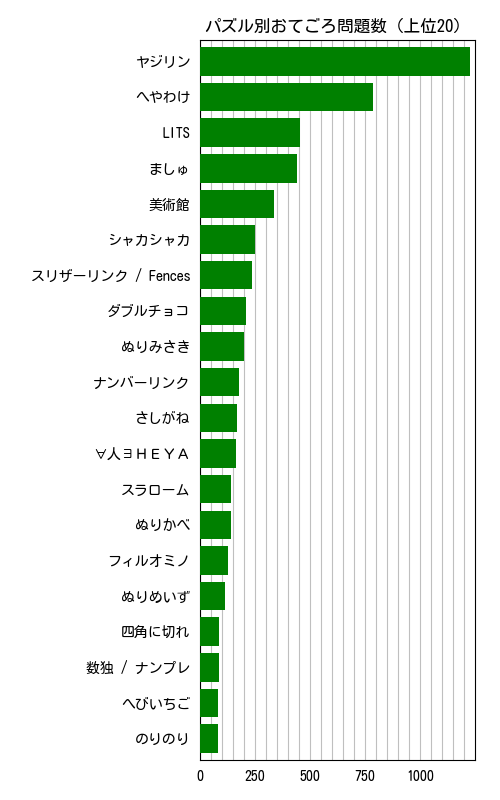 パズル別おてごろ問題数 (上位20)
ヤジリン
へやわけ
LITS
ましゅ
美術館
シャカシャカ
スリザーリンク / Fences
ダブルチョコ
ぬりみさき
ナンバーリンク
さしがね
∀人∃ＨＥＹＡ
スラローム
ぬりかべ
フィルオミノ
ぬりめいず
四角に切れ
数独 / ナンプレ
へびいちご
のりのり
0 250 500 750 1000